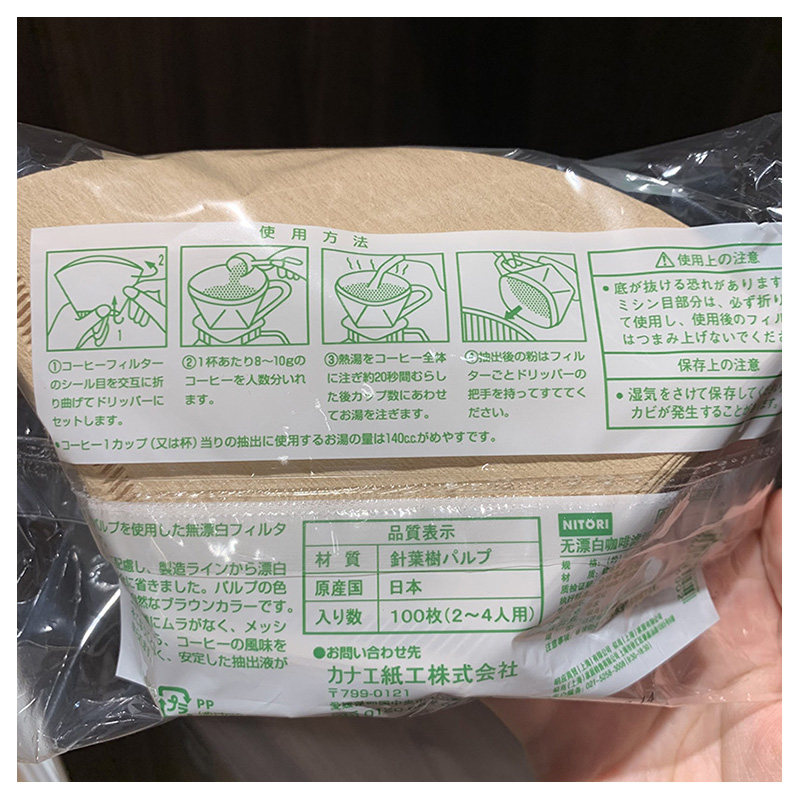 使用方法
2
1
①コーヒーフィルター
のシール目を交互に折
り曲げてドリッパーに
セットします。
②1杯あたり8〜10gの
コーヒーを人数分いれ
ます。
③熱湯をコーヒー全体
に注ぎ約20秒間むらし
た後カップ数にあわせ
てお湯を注ぎます。
④抽出後の粉はフィル
ターごとドリッパーの
把手を持ってすててく
ださい。
•コーヒー1カップ(又は杯)当りの抽出に使用するお湯の量は140ccがめやすです。
⚠使用上の注意
•底が抜ける恐れがあります
ミシン目部分は、必ず折り
て使用し、使用後のフィル
はつまみ上げないでくださ
保存上の注意
•湿気をさけて保存してく
カビが発生することが
パルプを使用した無漂白フィルタ
配慮し、製造ラインから漂白
に省きました。パルプの色
然なブラウンカラーです。
にムラがなく、メッシ
、コーヒーの風味を
く、安定した抽出液が
プラ
PP
品質表示
材質 針葉樹パルプ
原産国 日本
入り数 100枚(2〜4人用)
●お問い合わせ先
カナエ紙工株式会社
〒799-0121
NITORI
无漂白咖啡滤